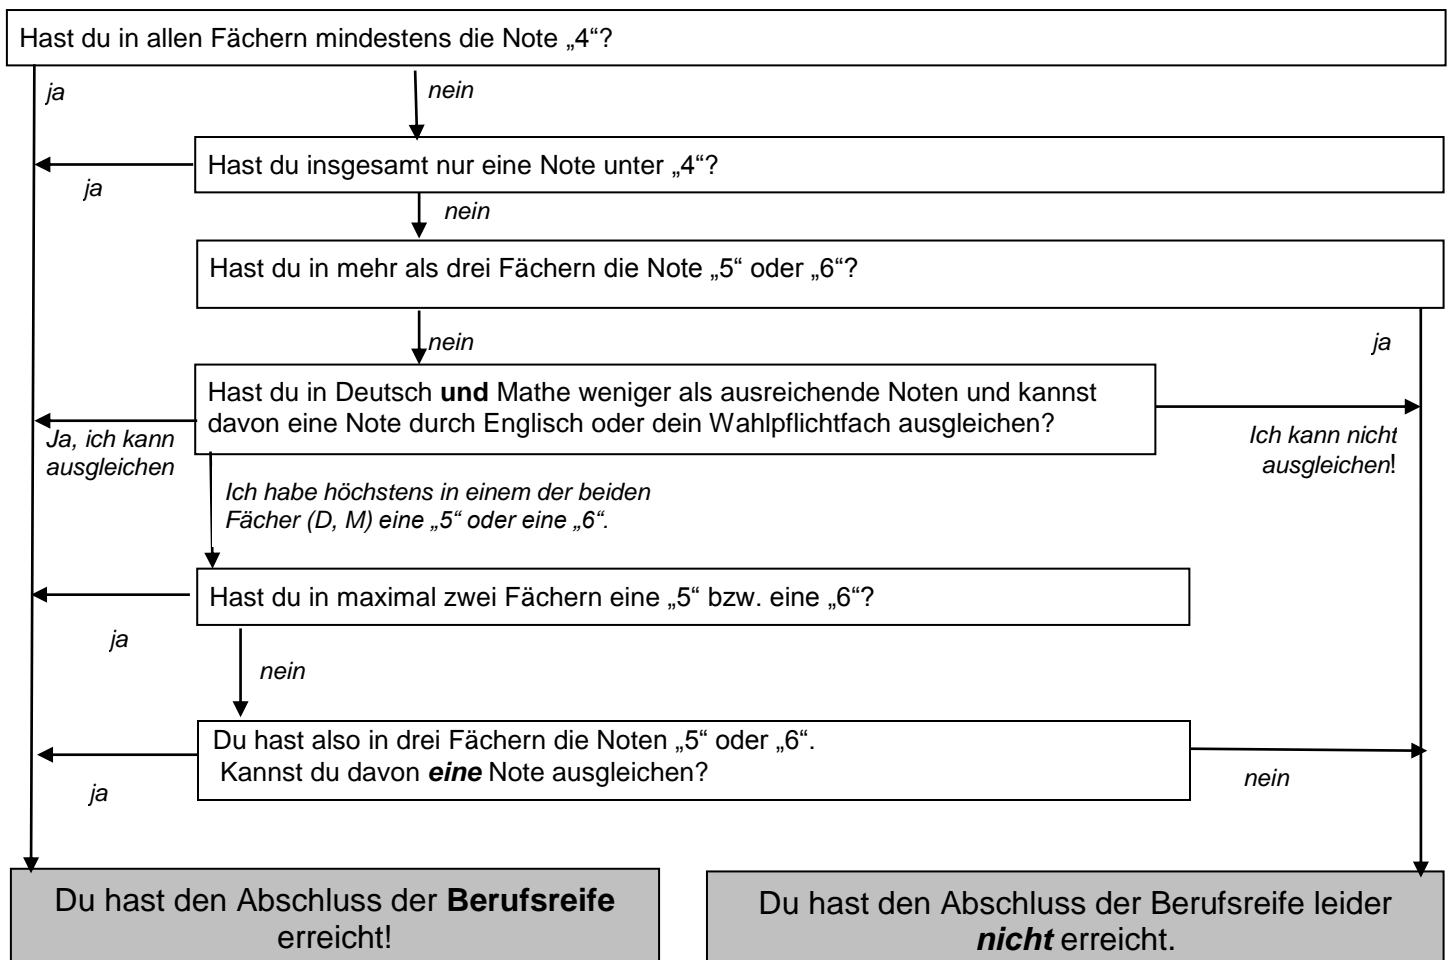 Hast du in allen Fächern mindestens die Note „4“?
ja
nein
Hast du insgesamt nur eine Note unter „4“?
ja
nein
Hast du in mehr als drei Fächern die Note „5“ oder „6“?
nein
ja
Hast du in Deutsch und Mathe weniger als ausreichende Noten und kannst
davon eine Note durch Englisch oder dein Wahlpflichtfach ausgleichen?
Ja, ich kann
ausgleichen
Ich kann nicht
ausgleichen!
Ich habe höchstens in einem der beiden
Fächer (D, M) eine „5“ oder eine „6“.
Hast du in maximal zwei Fächern eine „5“ bzw. eine „6“?
ja
nein
Du hast also in drei Fächern die Noten „5“ oder „6“.
Kannst du davon eine Note ausgleichen?
ja
nein
Du hast den Abschluss der Berufsreife
erreicht!
Du hast den Abschluss der Berufsreife leider
nicht erreicht.